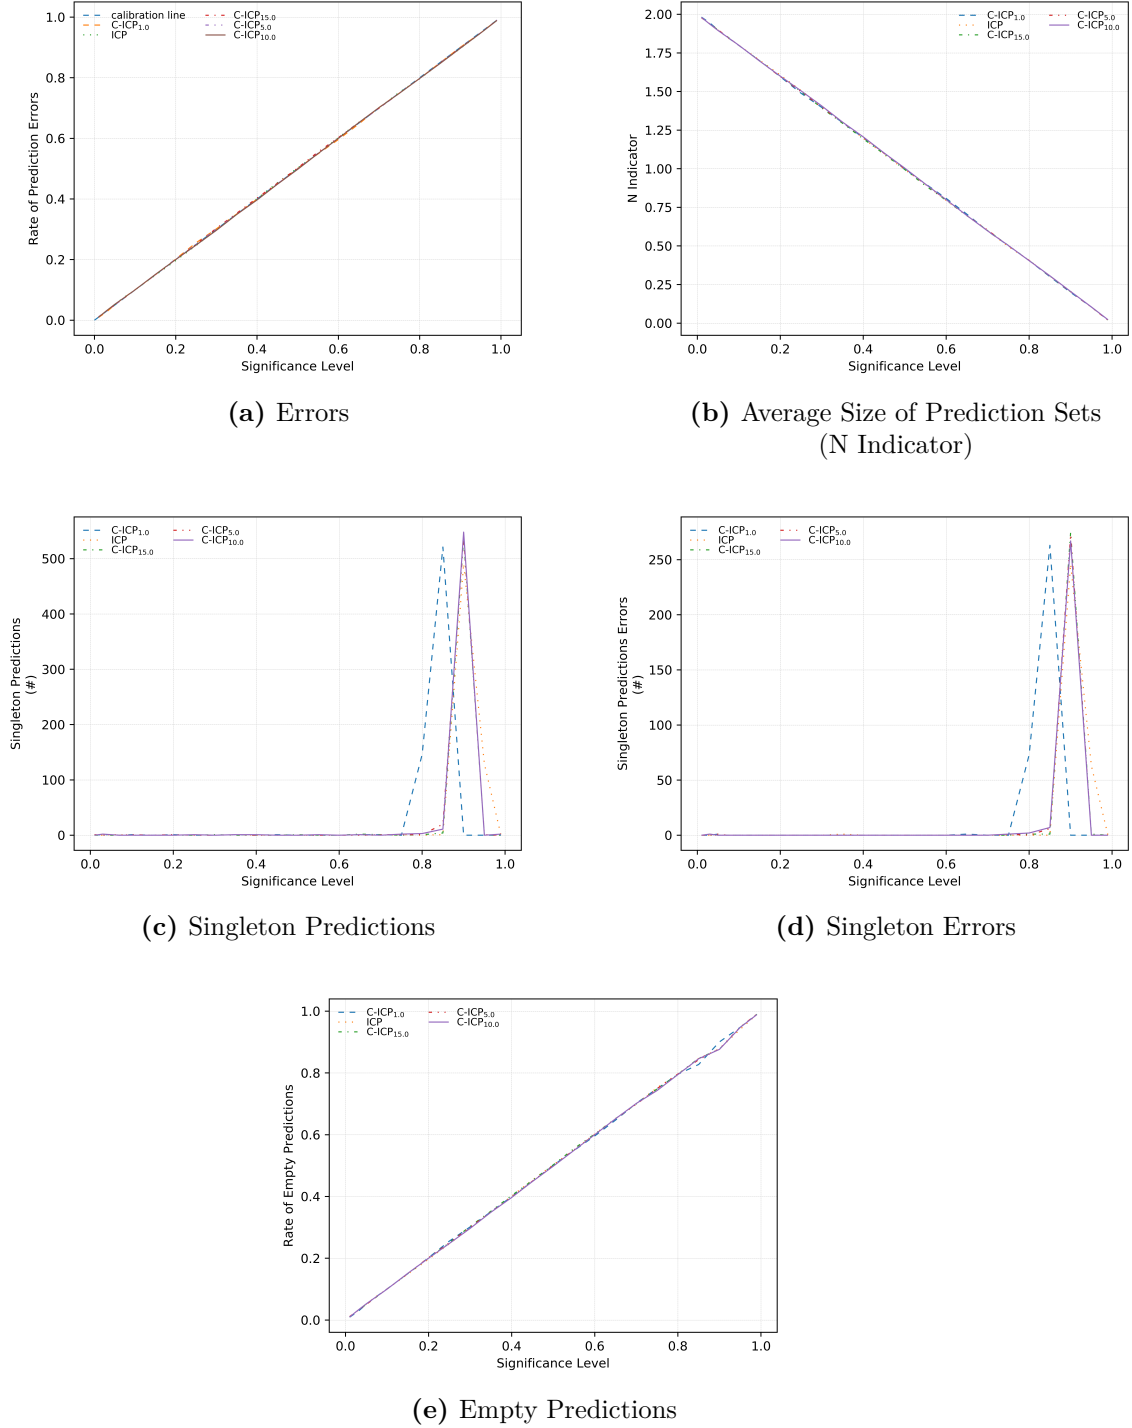 calibration line
C-ICP1.0
ICP
C-ICP15.0
C-ICP5.0
C-ICP10.0
1.0
0.8
0.6
0.4
0.2
0.0
Rate of Prediction Errors
0.0 0.2 0.4 0.6 0.8 1.0
Significance Level
(a) Errors
C-ICP1.0
ICP
C-ICP15.0
C-ICP5.0
C-ICP10.0
2.00
1.75
1.50
1.25
1.00
0.75
0.50
0.25
0.00
N Indicator
0.0 0.2 0.4 0.6 0.8 1.0
Significance Level
(b) Average Size of Prediction Sets
(N Indicator)
C-ICP1.0
ICP
C-ICP15.0
C-ICP5.0
C-ICP10.0
500
400
300
200
100
0
Singleton Predictions
(#)
0.0 0.2 0.4 0.6 0.8 1.0
Significance Level
(c) Singleton Predictions
C-ICP1.0
ICP
C-ICP15.0
C-ICP5.0
C-ICP10.0
250
200
150
100
50
0
Singleton Predictions Errors
(#)
0.0 0.2 0.4 0.6 0.8 1.0
Significance Level
(d) Singleton Errors
C-ICP1.0
ICP
C-ICP15.0
C-ICP5.0
C-ICP10.0
1.0
0.8
0.6
0.4
0.2
0.0
Rate of Empty Predictions
0.0 0.2 0.4 0.6 0.8 1.0
Significance Level
(e) Empty Predictions